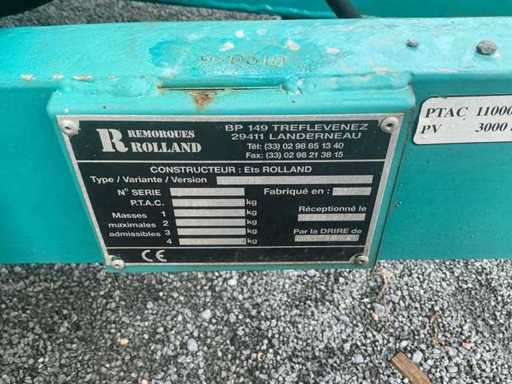 R REMORQUES
ROLLAND
BP 149 TREFLEVENEZ
29411 LANDERNEAU
Tél: (33) 02 98 85 13 40
Fax (33) 02 98 21 38 15
CONSTRUCTEUR : Ets ROLLAND
Type / Variante / Version
N° SERIE
Fabriqué en :
P.T.A.C. kg
Réceptionné le
Masses 1 kg
maximales 2 kg
admissibles 3 kg
Par la DRIRE de
4 kg
CE
PTAC 11000
PV 3000